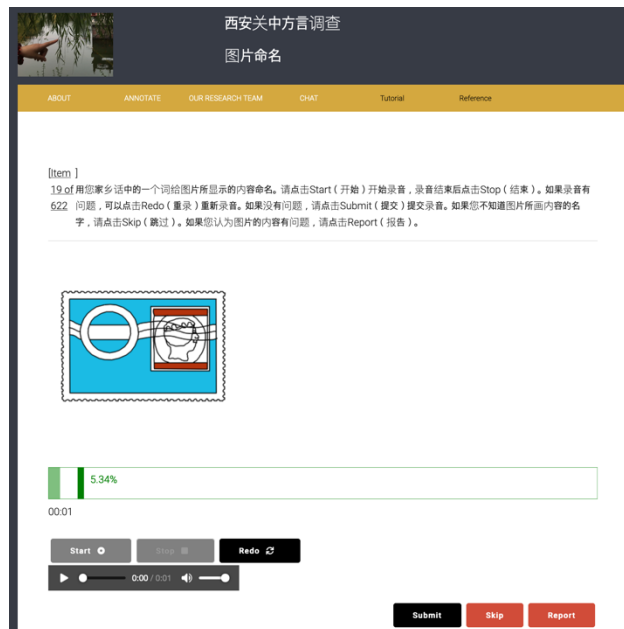 西安关中方言调查
图片命名
ABOUT ANNOTATE OUR RESEARCH TEAM CHAT Tutorial Reference
[Item ]
19 of 用您家乡话中的一个词给图片所显示的内容命名。请点击Start ( 开始 ) 开始录音，录音结束后点击Stop ( 结束 ) 。如果录音有
622 问题，可以点击Redo ( 重录 ) 重新录音。如果没有问题，请点击Submit ( 提交 ) 提交录音。如果您不知道图片所画内容的名
字，请点击Skip ( 跳过 ) 。如果您认为图片的内容有问题，请点击Report ( 报告 ) 。
5.34%
00:01
Start Stop Redo
0:00 / 0:01
Submit Skip Report